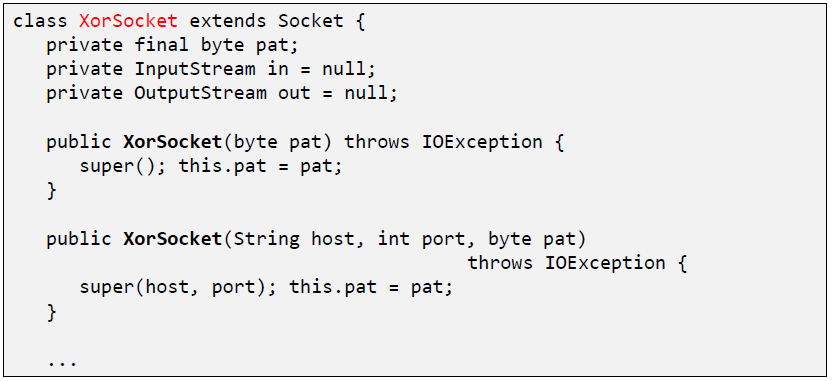 class XorSocket extends Socket {
   private final byte pat;
   private InputStream in = null;
   private OutputStream out = null;

   public XorSocket(byte pat) throws IOException {
      super(); this.pat = pat;
   }

   public XorSocket(String host, int port, byte pat)
                                         throws IOException {
      super(host, port); this.pat = pat;
   }

   ...